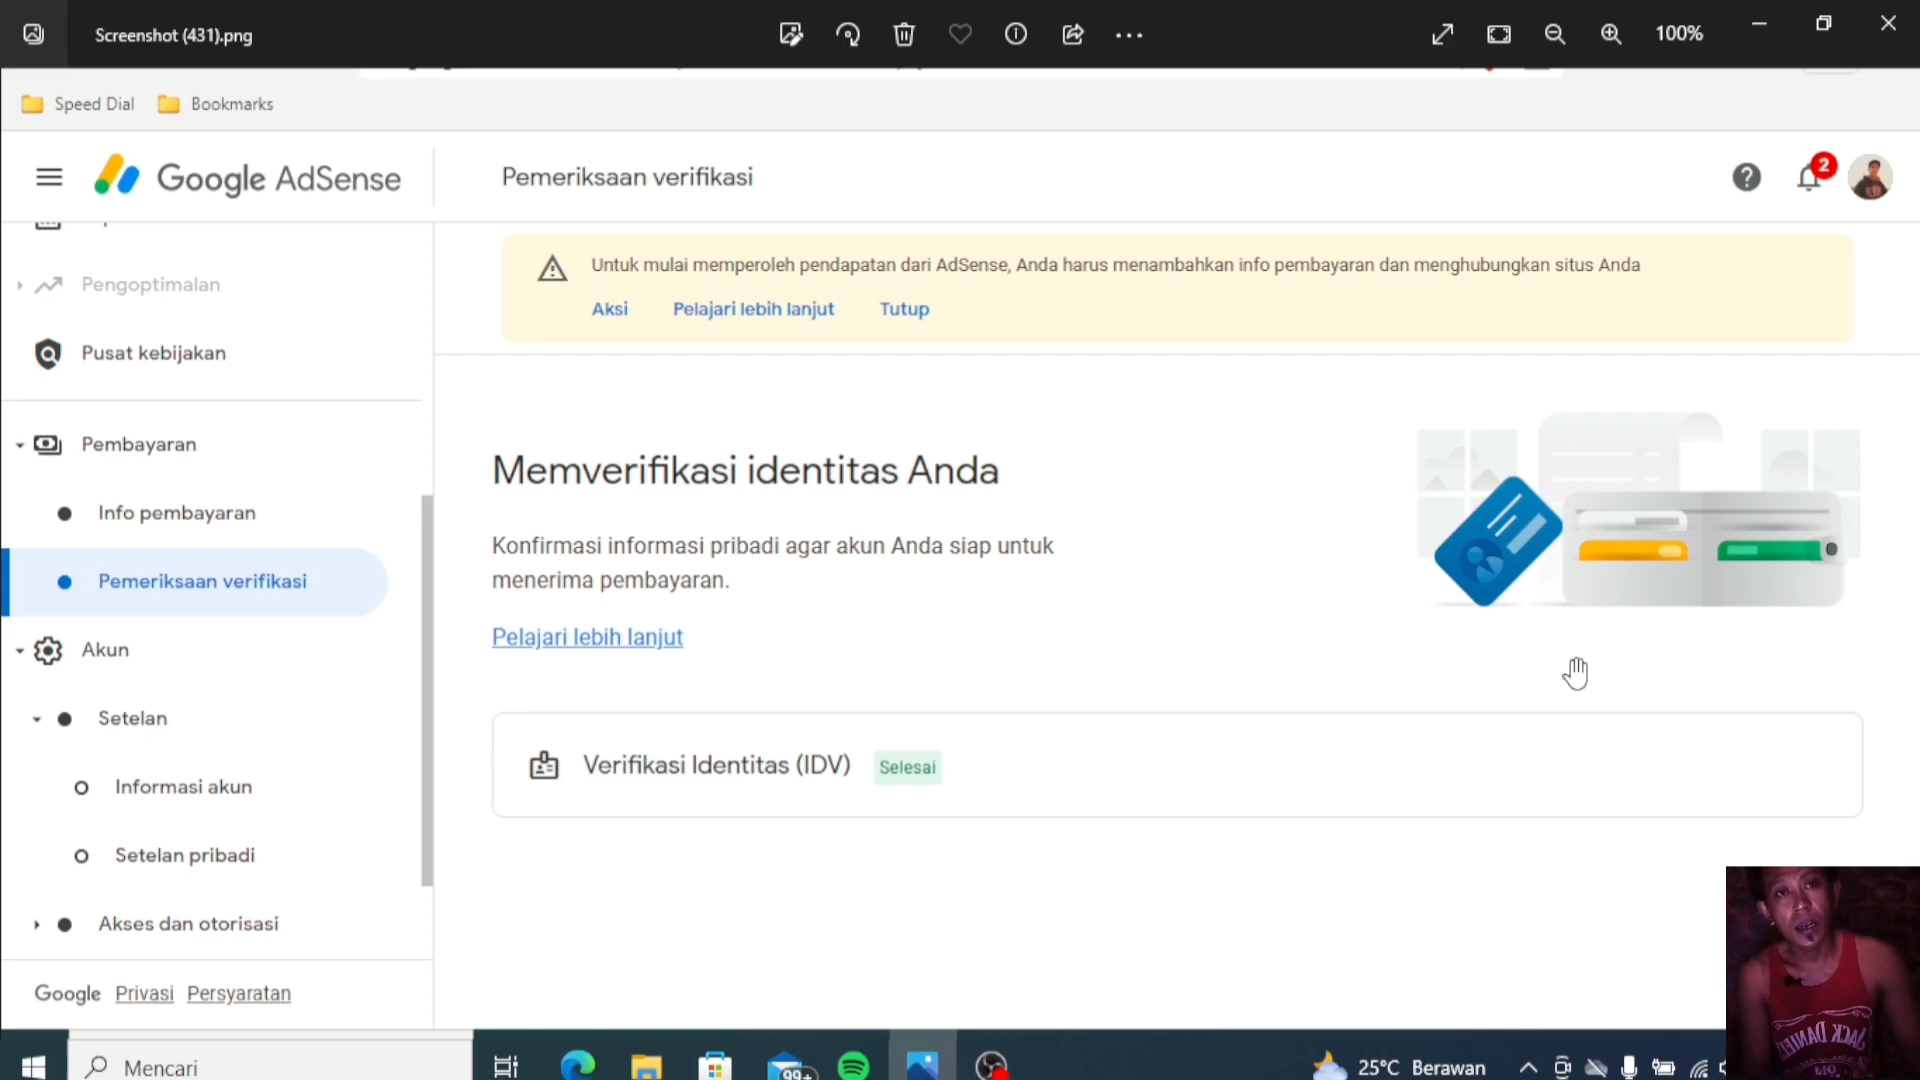 Screenshot (431).png
100%
Speed Dial
Bookmarks
Google AdSense
Pemeriksaan verifikasi
2
Untuk mulai memperoleh pendapatan dari AdSense, Anda harus menambahkan info pembayaran dan menghubungkan situs Anda
Aksi Pelajari lebih lanjut Tutup
Pengoptimalan
Pusat kebijakan
Pembayaran
Info pembayaran
Pemeriksaan verifikasi
Akun
Setelan
Informasi akun
Setelan pribadi
Akses dan otorisasi
Google Privasi Persyaratan
Memverifikasi identitas Anda
Konfirmasi informasi pribadi agar akun Anda siap untuk
menerima pembayaran.
Pelajari lebih lanjut
Verifikasi Identitas (IDV) Selesai
JACK DANIEL
Mencari
99+
25°C Berawan